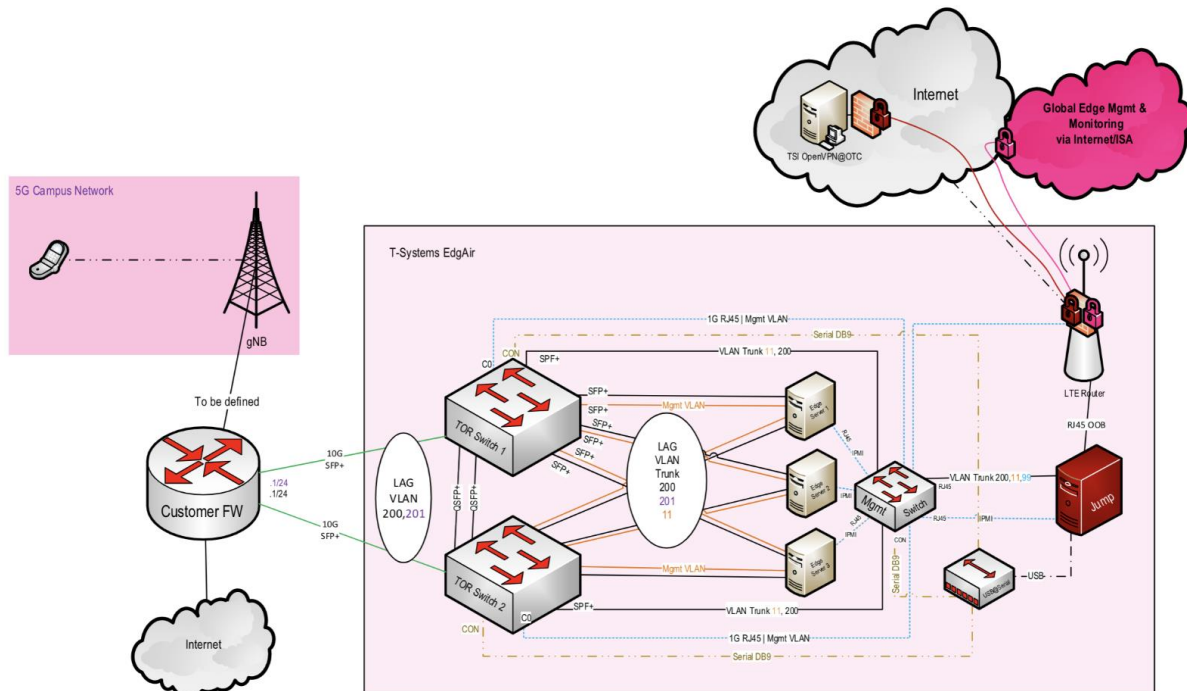 Internet
TSI OpenVPN@OTC
Global Edge Mgmt &
Monitoring
via Internet/ISA
5G Campus Network
gNB
To be defined
T-Systems EdgAir
1G RJ45 | Mgmt VLAN
Serial DB9
C0
CON
SPF+
VLAN Trunk 11, 200
LTE Router
RJ45 OOB
TOR Switch 1
SFP+
SFP+
SFP+
SFP+
SFP+
SFP+
Mgmt VLAN
Edge
Server 1
RJ45
IPMI
10G
SFP+
.1/24
.1/24
Customer FW
10G
SFP+
LAG
VLAN
200,201
QSFP+
QSFP+
LAG
VLAN
Trunk
200
201
11
Edge
Server 2
IPMI
Mgmt
Switch
RJ45
VLAN Trunk 200,11,99
RJ45
IPMI
Jump
RJ45
IPMI
CON
Serial DB9
Edge
Server 3
TOR Switch 2
Mgmt VLAN
USB@Serial
USB
C0
SPF+
VLAN Trunk 11, 200
CON
1G RJ45 | Mgmt VLAN
Serial DB9
Internet